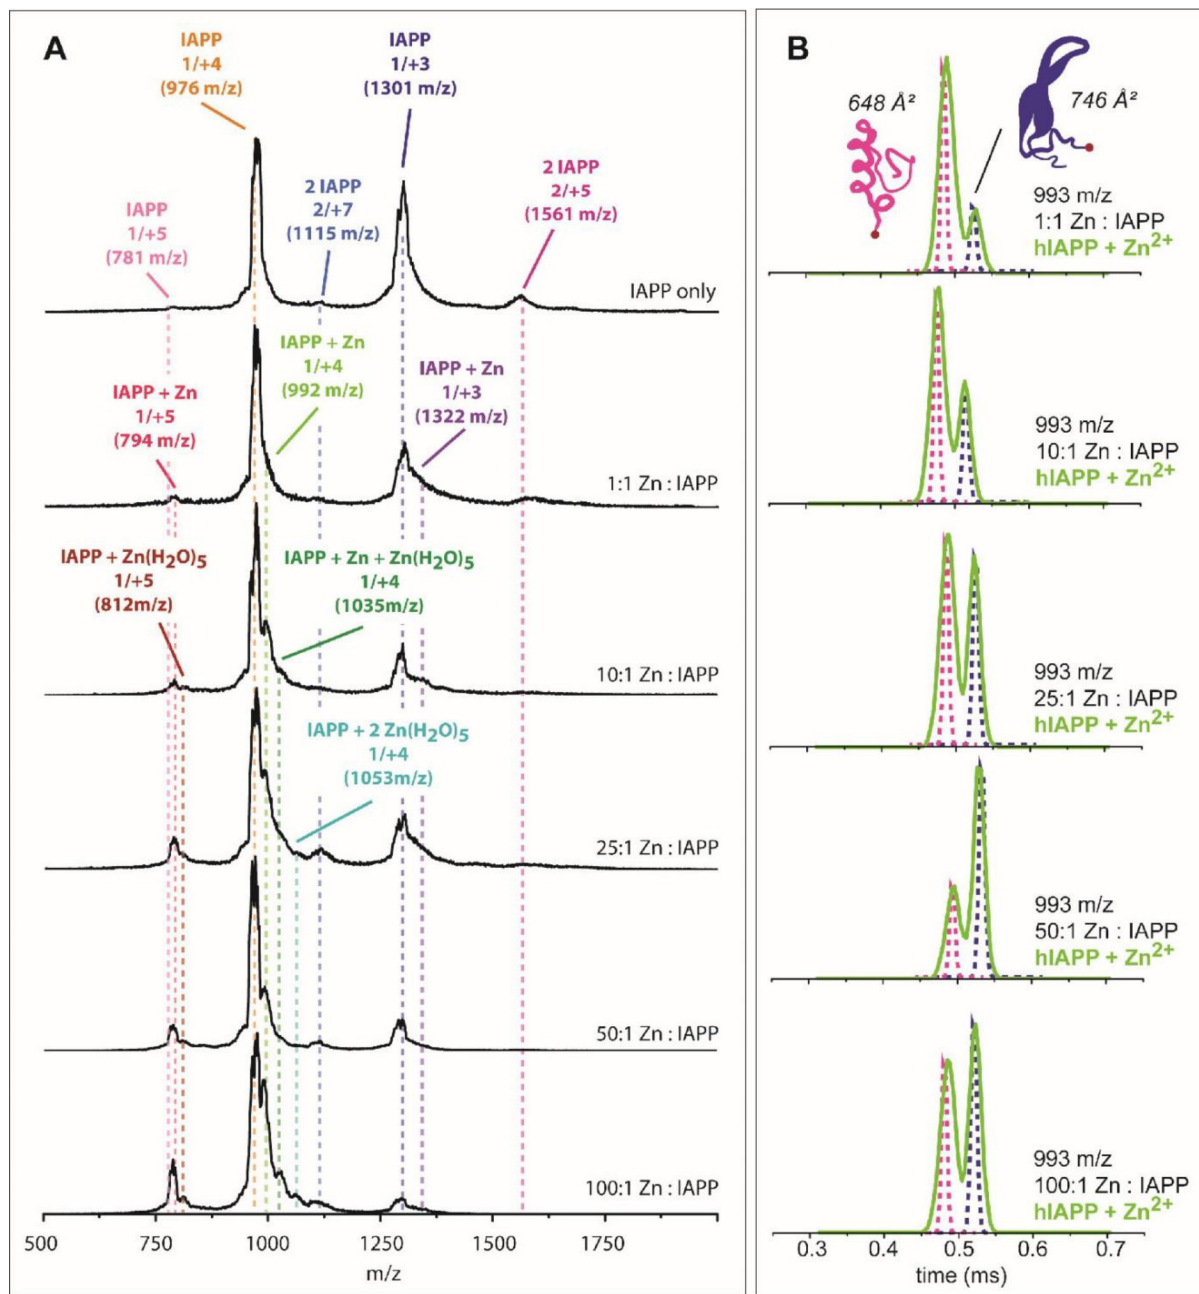 A
IAPP
1/+4
(976 m/z)
IAPP
1/+3
(1301 m/z)
IAPP
1/+5
(781 m/z)
2 IAPP
2/+7
(1115 m/z)
2 IAPP
2/+5
(1561 m/z)
IAPP only
IAPP + Zn
1/+5
(794 m/z)
IAPP + Zn
1/+4
(992 m/z)
IAPP + Zn
1/+3
(1322 m/z)
1:1 Zn : IAPP
IAPP + Zn(H₂O)₅
1/+5
(812m/z)
IAPP + Zn + Zn(H₂O)₅
1/+4
(1035m/z)
10:1 Zn : IAPP
IAPP + 2 Zn(H₂O)₅
1/+4
(1053m/z)
25:1 Zn : IAPP
50:1 Zn : IAPP
100:1 Zn : IAPP
500 750 1000 1250 1500 1750
m/z
B
648 Å²
746 Å²
993 m/z
1:1 Zn : IAPP
hIAPP + Zn²⁺
993 m/z
10:1 Zn : IAPP
hIAPP + Zn²⁺
993 m/z
25:1 Zn : IAPP
hIAPP + Zn²⁺
993 m/z
50:1 Zn : IAPP
hIAPP + Zn²⁺
993 m/z
100:1 Zn : IAPP
hIAPP + Zn²⁺
0.3 0.4 0.5 0.6 0.7
time (ms)